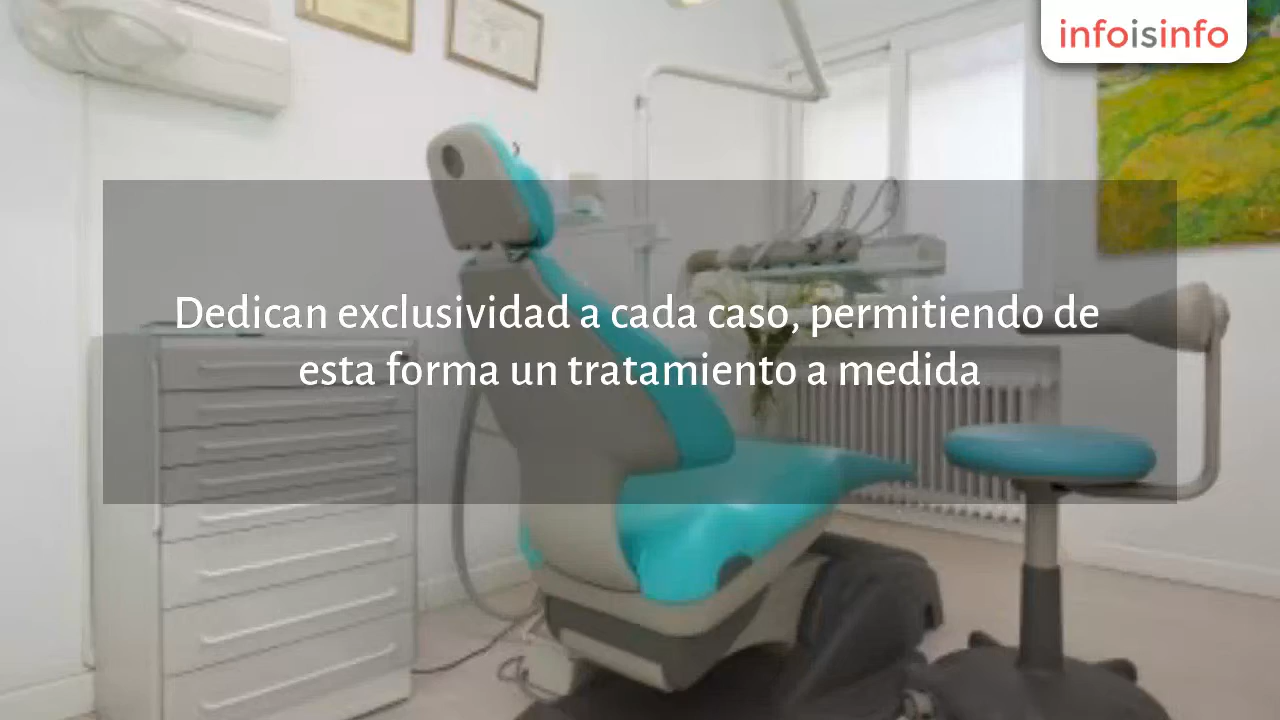 infoisinfo
Dedican exclusividad a cada caso, permitiendo de
esta forma un tratamiento a medida